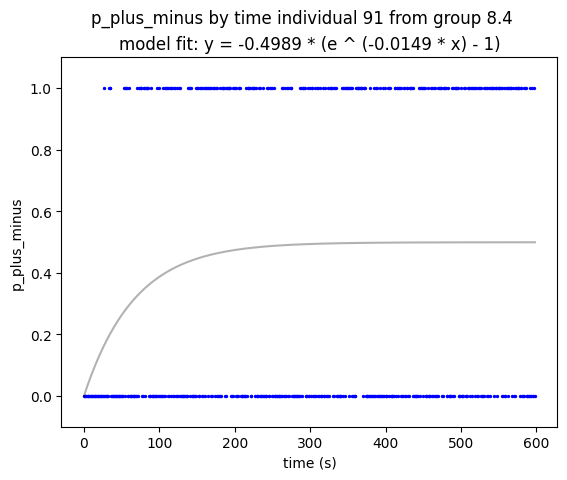 p_plus_minus by time individual 91 from group 8.4
model fit: y = -0.4989 * (e ^ (-0.0149 * x) - 1)
1.0
0.8
0.6
0.4
0.2
0.0
p_plus_minus
0 100 200 300 400 500 600
time (s)